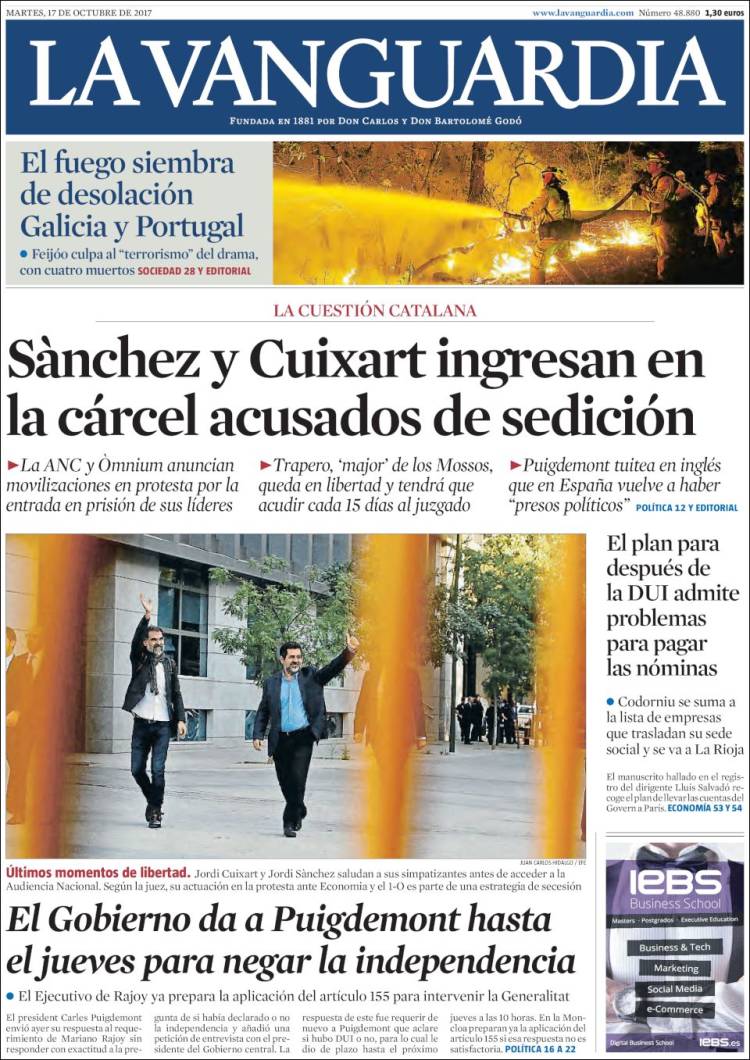 MARTES, 17 DE OCTUBRE DE 2017
www.lavanguardia.com Número 48.880 1,30 euros
LA VANGUARDIA
FUNDADA EN 1881 POR DON CARLOS Y DON BARTOLOMÉ GODÓ
El fuego siembra
de desolación
Galicia y Portugal
● Feijóo culpa al “terrorismo” del drama,
con cuatro muertos SOCIEDAD 28 Y EDITORIAL
LA CUESTIÓN CATALANA
Sànchez y Cuixart ingresan en
la cárcel acusados de sedición
►La ANC y Òmnium anuncian
movilizaciones en protesta por la
entrada en prisión de sus líderes
►Trapero, ‘major’ de los Mossos,
queda en libertad y tendrá que
acudir cada 15 días al juzgado
►Puigdemont tuitea en inglés
que en España vuelve a haber
“presos políticos” POLÍTICA 12 Y EDITORIAL
JUAN CARLOS HIDALGO / EFE
Últimos momentos de libertad. Jordi Cuixart y Jordi Sànchez saludan a sus simpatizantes antes de acceder a la
Audiencia Nacional. Según la juez, su actuación en la protesta ante Economia y el 1-O es parte de una estrategia de secesión
El Gobierno da a Puigdemont hasta
el jueves para negar la independencia
● El Ejecutivo de Rajoy ya prepara la aplicación del artículo 155 para intervenir la Generalitat
El president Carles Puigdemont
envió ayer su respuesta al reque-
rimiento de Mariano Rajoy sin
responder con exactitud a la pre-
gunta de si había declarado o no
la independencia y añadió una
petición de entrevista con el pre-
sidente del Gobierno central. La
respuesta de este fue requerir de
nuevo a Puigdemont que aclare
si hubo DUI o no, para lo cual le
dio de plazo hasta el próximo
jueves a las 10 horas. En la Mon-
cloa preparan ya la aplicación del
artículo 155 si esa respuesta no es
satisfactoria. POLÍTICA 16 A 22
El plan para
después de
la DUI admite
problemas
para pagar
las nóminas
● Codorniu se suma a
la lista de empresas
que trasladan su sede
social y se va a La Rioja
El manuscrito hallado en el regis-
tro del dirigente Lluís Salvadó re-
coge el plan de llevar las cuentas del
Govern a París. ECONOMÍA 53 Y 54
IEBS
Business School
Masters · Postgrados · Executive Education
Business & Tech
Marketing
Social Media
e-Commerce
Digital Business School
IEBS.es